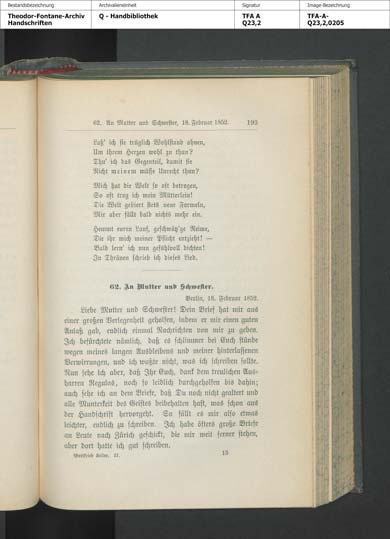 Bestandsbezeichnung
Archivalieneinheit
Signatur
Image-Bezeichnung
Theodor-Fontane-Archiv
Handschriften
Q - Handbibliothek
TFA A
Q23,2
TFA-A-
Q23,2,0205
62. An Mutter und Schwester, 18. Februar 1852. 193
Laß' ich sie träglich Wohlstand ahnen,
Um ihrem Herzen wohl zu thun?
Thu' ich das Gegenteil, damit sie
Nicht meinem müsse Unrecht thun?
Mich hat die Welt so oft betrogen,
So oft trog ich mein Mütterlein!
Die Welt gebiert stets neue Formeln,
Mir aber fällt bald nichts mehr ein.
Hemmt euren Lauf, geschwätz'ge Reime,
Die ihr mich meiner Pflicht entzieht! —
Bald lern' ich nun gefühlvoll dichten!
In Thränen schrieb ich dieses Lied.
62. An Mutter und Schwester.
Berlin, 18. Februar 1852.
Liebe Mutter und Schwester! Dein Brief hat mir aus
einer großen Verlegenheit geholfen, indem er mir einen guten
Anlaß gab, endlich einmal Nachrichten von mir zu geben.
Ich befürchtete nämlich, daß es schlimmer bei Euch stünde
wegen meines langen Ausbleibens und meiner hinterlassenen
Verwirrungen, und ich wußte nicht, was ich schreiben sollte.
Nun sehe ich aber, daß Ihr Euch, dank dem treulichen Aus-
harren Regulas, noch so leidlich durchgeholfen bis dahin;
auch sehe ich an dem Briefe, daß Du noch nicht gealtert und
alle Munterkeit des Geistes beibehalten hast, was schon aus
der Handschrift hervorgeht. So fällt es mir also etwas
leichter, endlich zu schreiben. Ich habe öfters große Briefe
an Leute nach Zürich geschickt, die mir weit ferner stehen,
aber dort hatte ich gut schreiben.
Gottfried Keller. II. 13